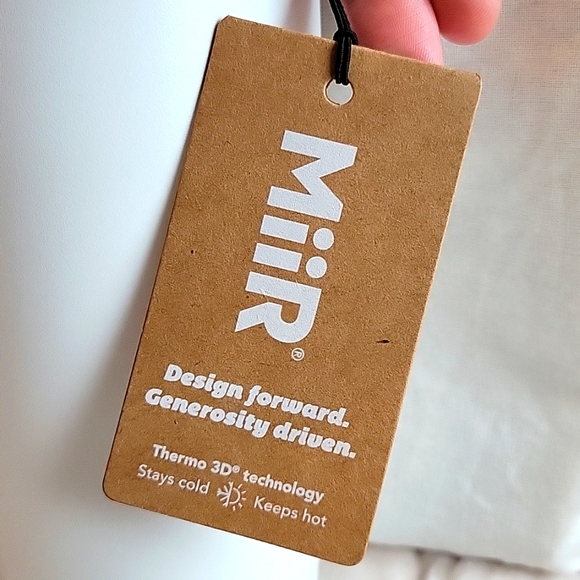 MiiR®
Design forward.
Generosity driven.
Thermo 3D® technology
Stays cold Keeps hot